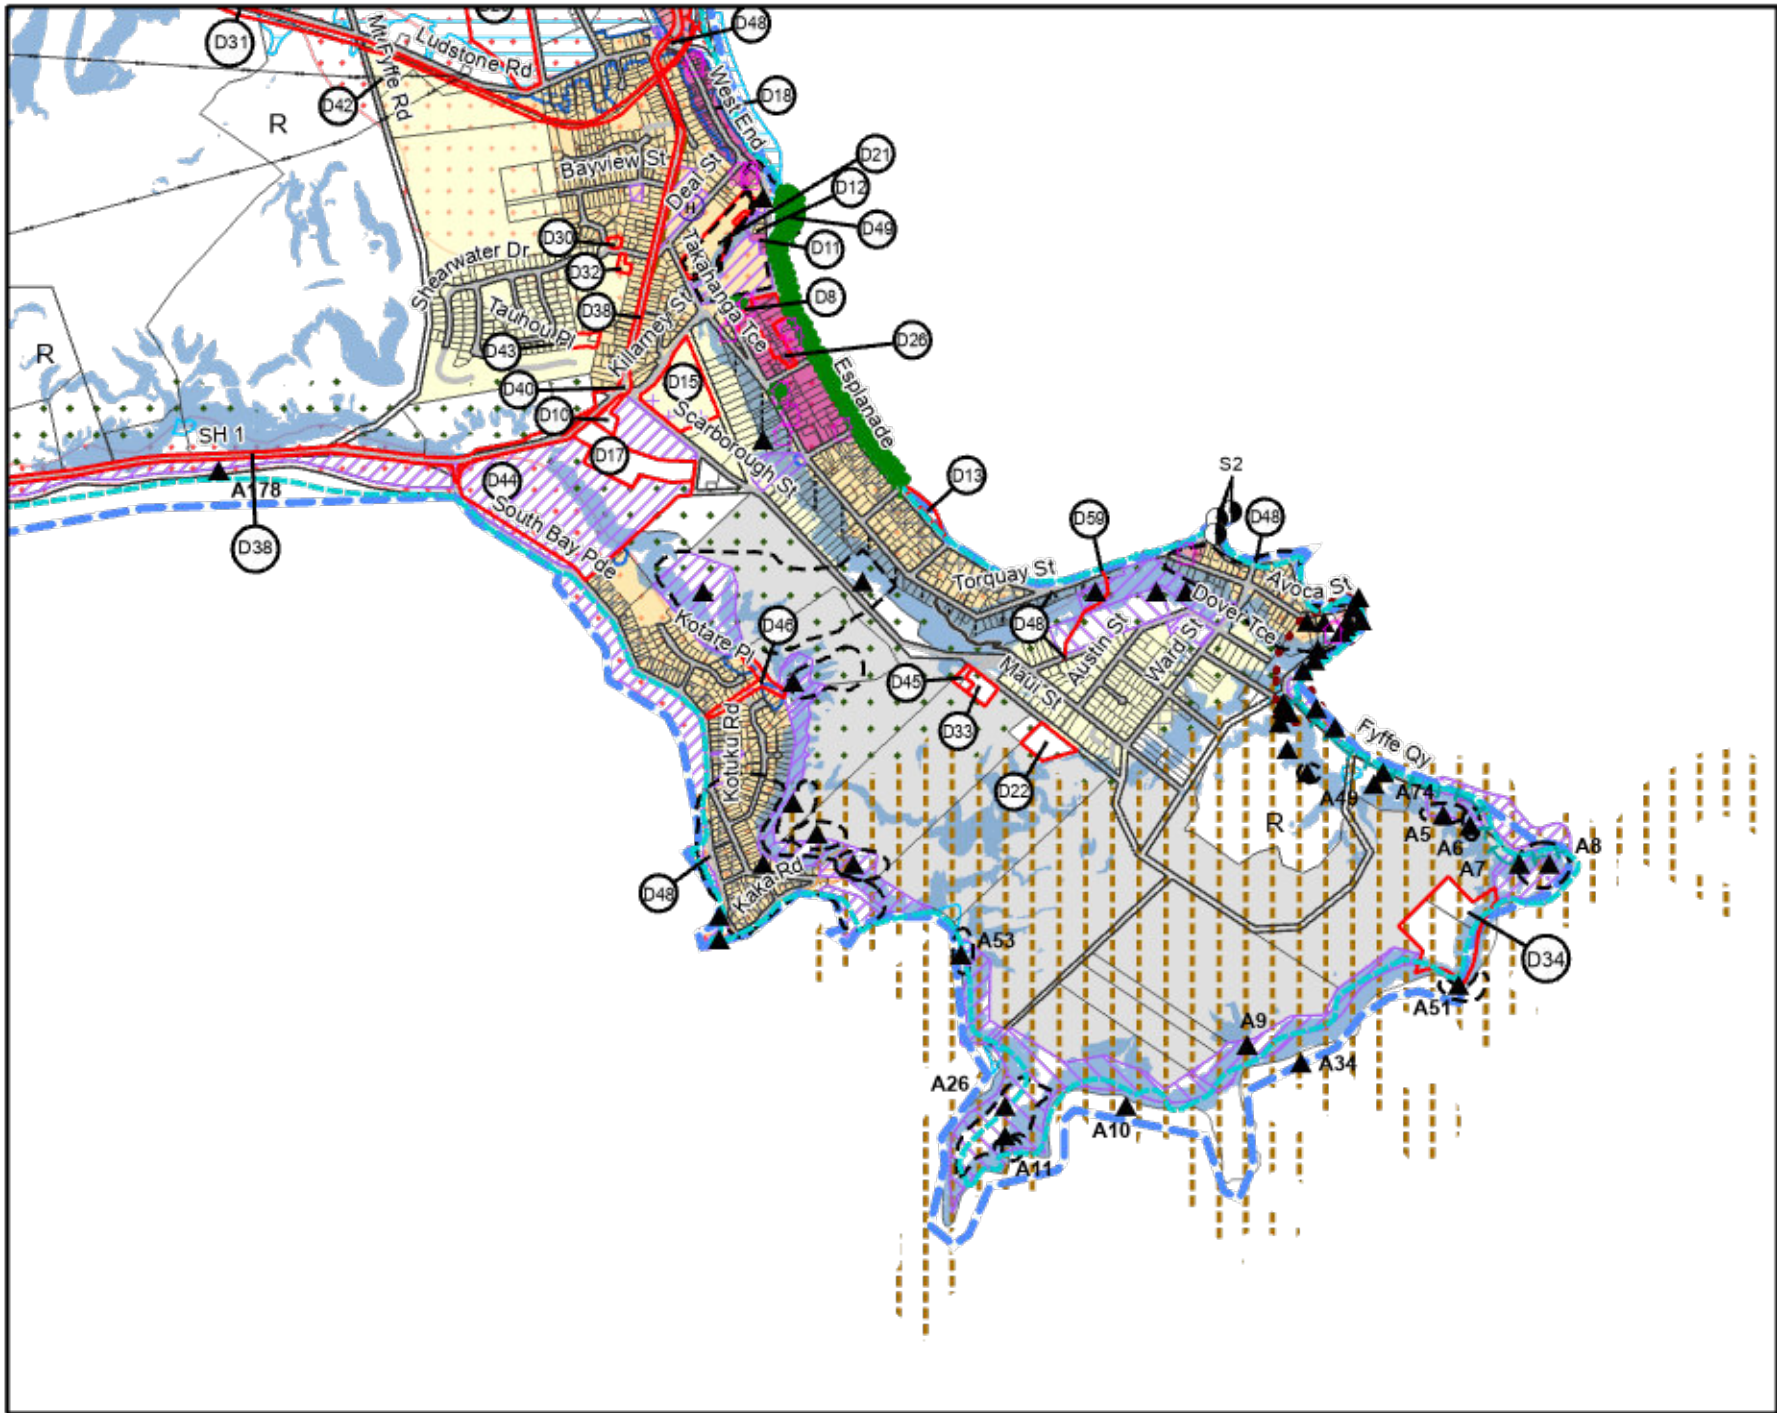 D48
D31
Ludstone Rd
Mt Fyffe Rd
D42
R
West End
D18
Bayview St
Deal St
H
D21
D12
D49
D11
D30
D32
Shearwater Dr
Takahanga Tce
D8
D38
Tauhou Pl
Killarney St
D26
D43
R
D40
D15
Esplanade
D10
Scarborough St
SH 1
D17
D44
A178
D38
South Bay Pde
D13
S2
D59
D48
Torquay St
Avoca St
Dover Tce
D46
D48
Kotare Pl
Austin St
Ward St
Maui St
D45
D33
Kotuku Rd
Fyffe Qy
D22
A49
A74
R
A5
A6
A7
A8
D48
Kaka Rd
A53
D34
A51
A9
A34
A26
A10
A11